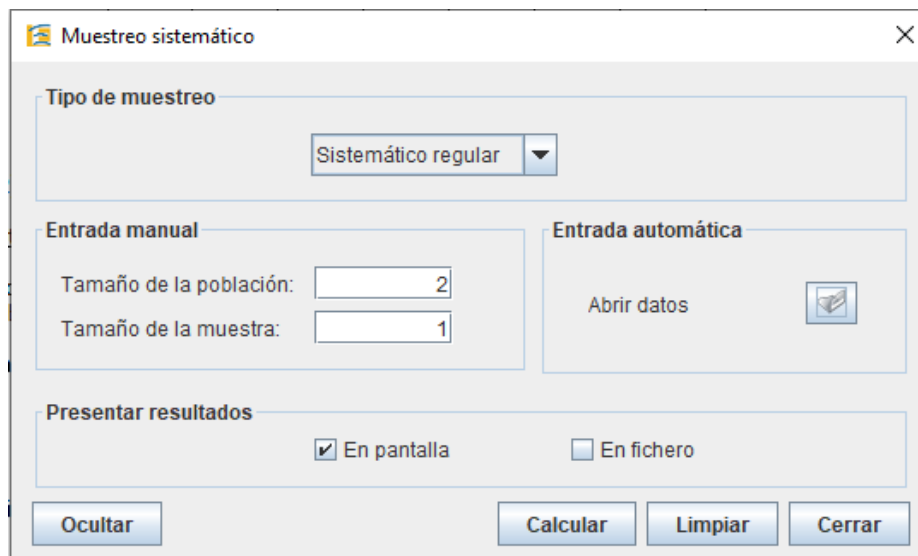 Muestreo sistemático
Tipo de muestreo
Sistemático regular
Entrada manual
Tamaño de la población: 2
Tamaño de la muestra: 1
Entrada automática
Abrir datos
Presentar resultados
En pantalla
En fichero
Ocultar
Calcular
Limpiar
Cerrar